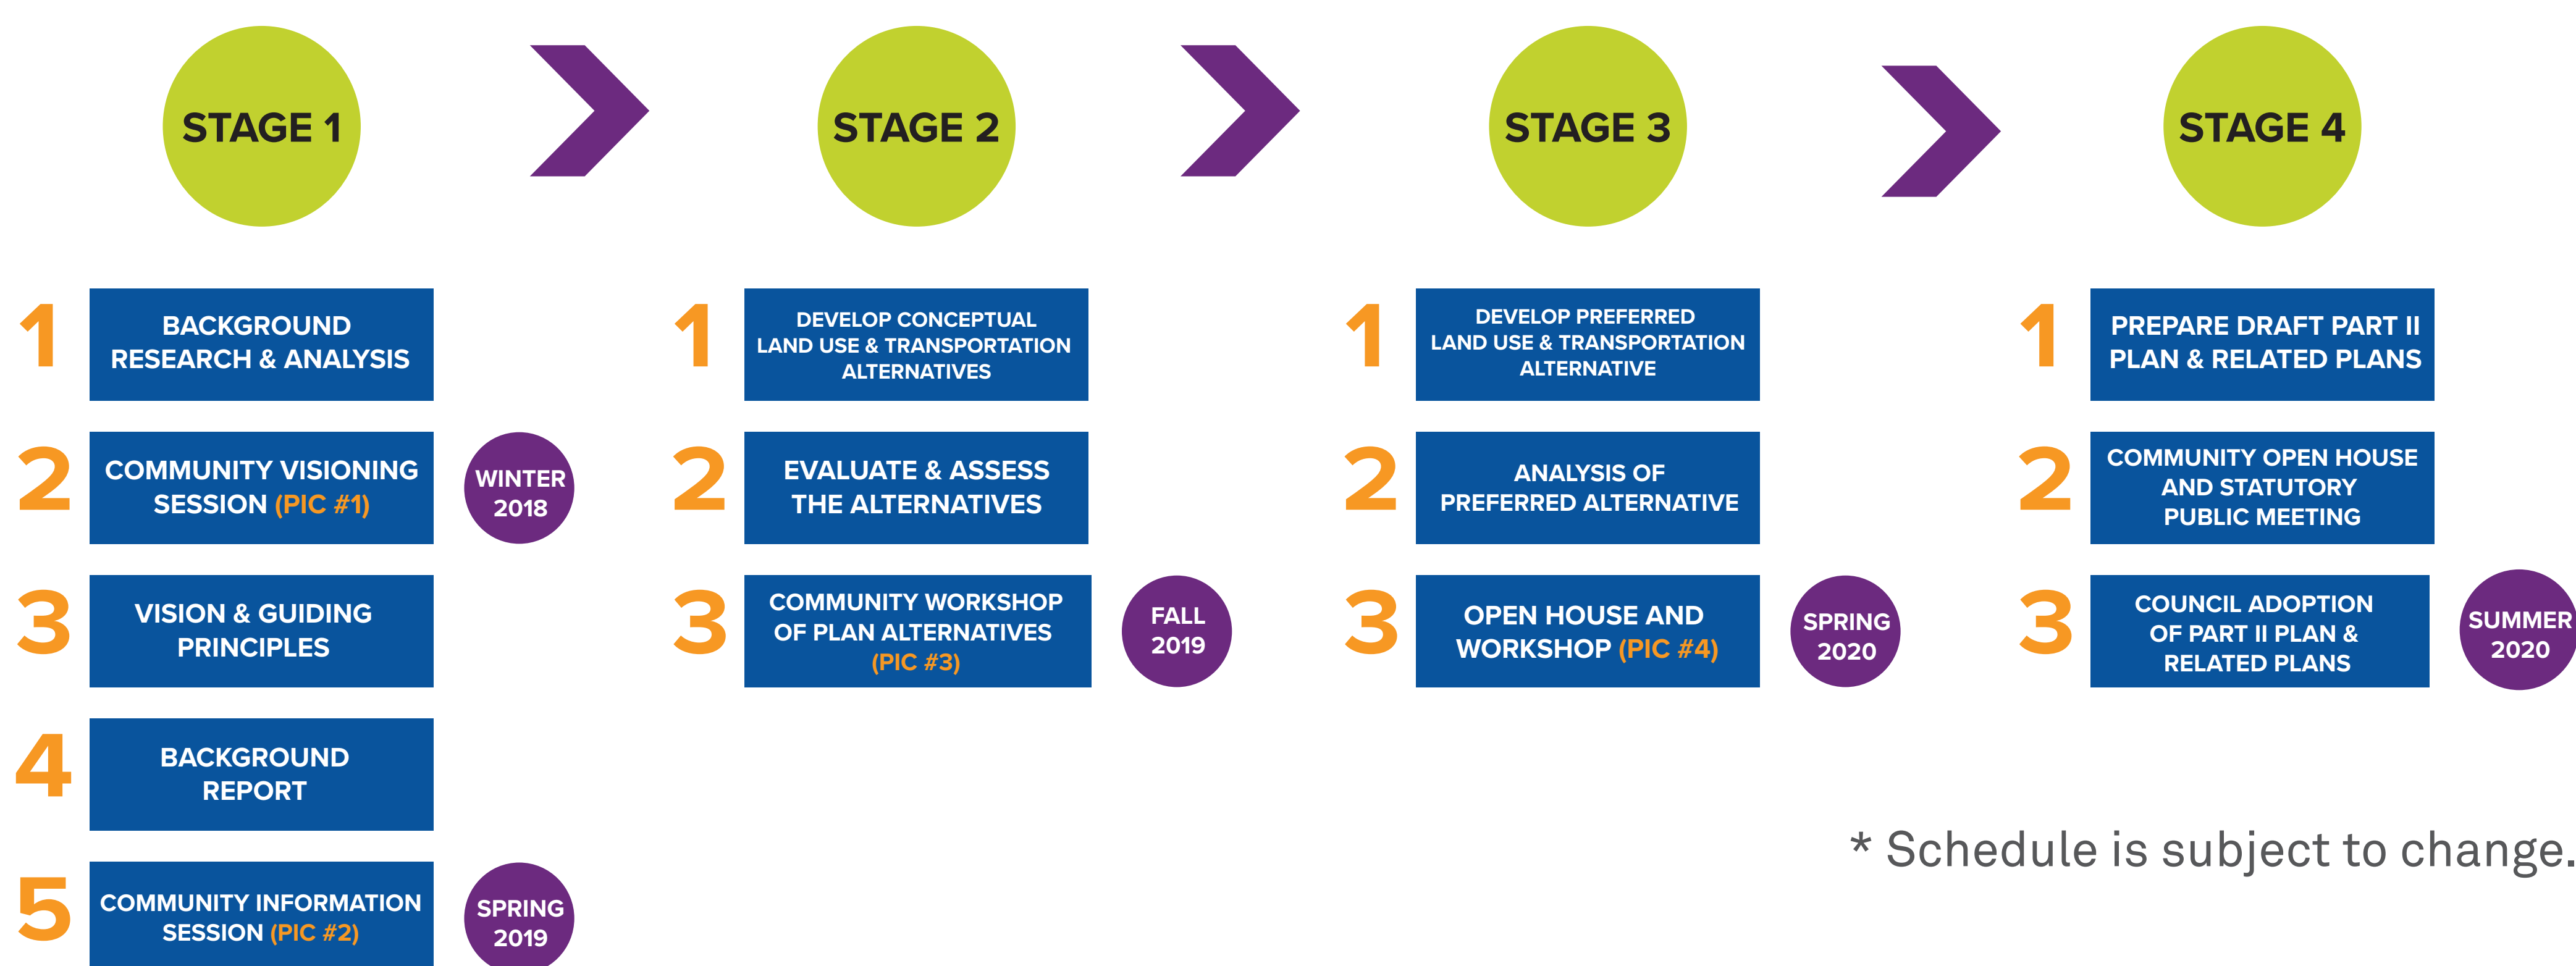 STAGE 1
1
BACKGROUND
RESEARCH & ANALYSIS
2
COMMUNITY VISIONING
SESSION (PIC #1)
WINTER
2018
3
VISION & GUIDING
PRINCIPLES
4
BACKGROUND
REPORT
5
COMMUNITY INFORMATION
SESSION (PIC #2)
SPRING
2019
STAGE 2
1
DEVELOP CONCEPTUAL
LAND USE & TRANSPORTATION
ALTERNATIVES
2
EVALUATE & ASSESS
THE ALTERNATIVES
3
COMMUNITY WORKSHOP
OF PLAN ALTERNATIVES
(PIC #3)
FALL
2019
STAGE 3
1
DEVELOP PREFERRED
LAND USE & TRANSPORTATION
ALTERNATIVE
2
ANALYSIS OF
PREFERRED ALTERNATIVE
3
OPEN HOUSE AND
WORKSHOP (PIC #4)
SPRING
2020
STAGE 4
1
PREPARE DRAFT PART II
PLAN & RELATED PLANS
2
COMMUNITY OPEN HOUSE
AND STATUTORY
PUBLIC MEETING
3
COUNCIL ADOPTION
OF PART II PLAN &
RELATED PLANS
SUMMER
2020
* Schedule is subject to change.